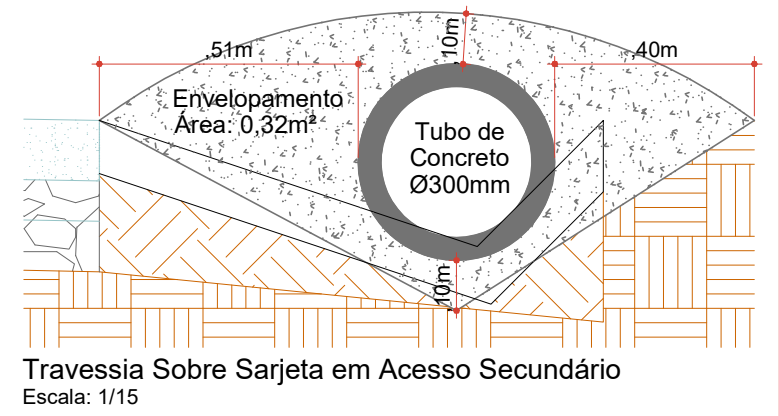 ,51m
,10m
,40m
Envelopamento
Área: 0,32m²
Tubo de
Concreto
Ø300mm
,10m
Travessia Sobre Sarjeta em Acesso Secundário
Escala: 1/15